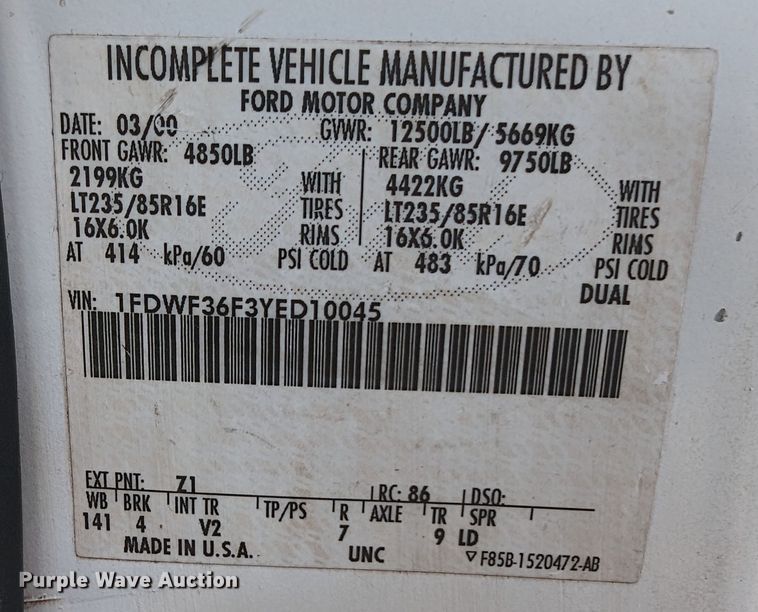 INCOMPLETE VEHICLE MANUFACTURED BY
FORD MOTOR COMPANY
DATE: 03/00 GVWR: 12500LB/ 5669KG
FRONT GAWR: 4850LB REAR GAWR: 9750LB
2199KG WITH 4422KG WITH
LT235/85R16E TIRES LT235/85R16E TIRES
16X6.0K RIMS 16X6.0K RIMS
AT 414 kPa/60 PSI COLD AT 483 kPa/70 PSI COLD
DUAL
VIN: 1FDWF36F3YED10045
EXT PNT: Z1 RC: 86 DSO:
WB BRK INT TR TP/PS R AXLE TR SPR
141 4 V2 7 9 LD
MADE IN U.S.A. UNC ▽F85B-1520472-AB
Purple Wave Auction